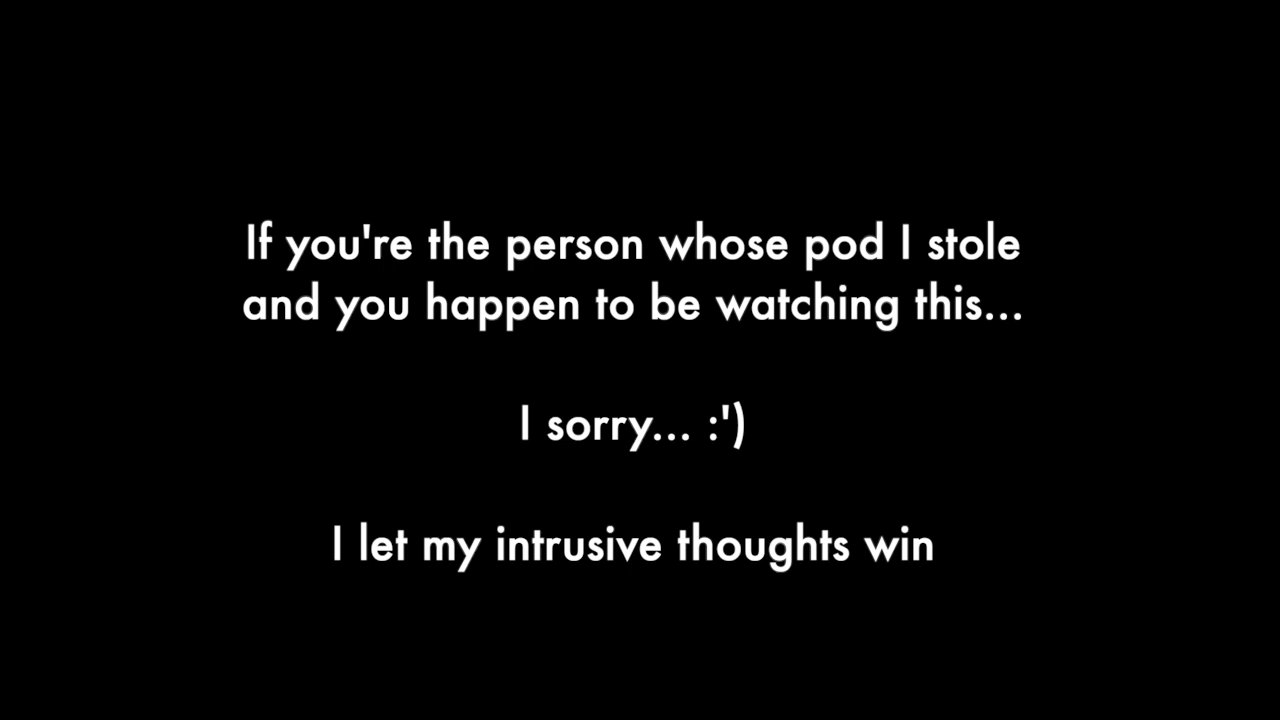 If you're the person whose pod I stole
and you happen to be watching this...
I sorry... :')
I let my intrusive thoughts win